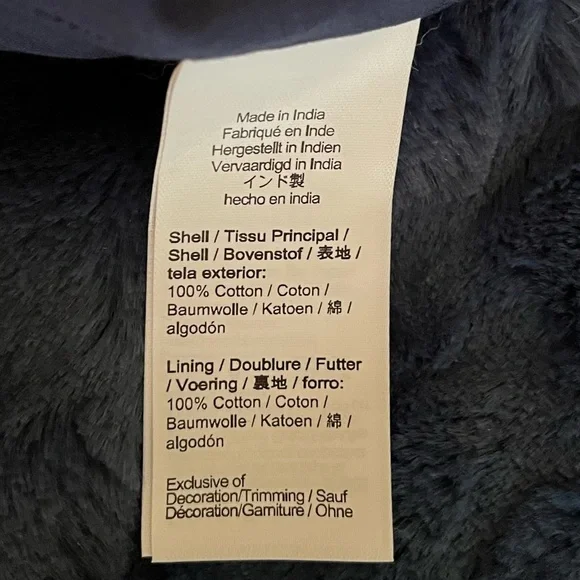 Made in India
Fabriqué en Inde
Hergestellt in Indien
Vervaardigd in India
インド製
hecho en india
Shell / Tissu Principal /
Shell / Bovenstof / 表地 /
tela exterior:
100% Cotton / Coton /
Baumwolle / Katoen / 綿 /
algodón
Lining / Doublure / Futter
/ Voering / 裏地 / forro:
100% Cotton / Coton /
Baumwolle / Katoen / 綿 /
algodón
Exclusive of
Decoration/Trimming / Sauf
Décoration/Garniture / Ohne